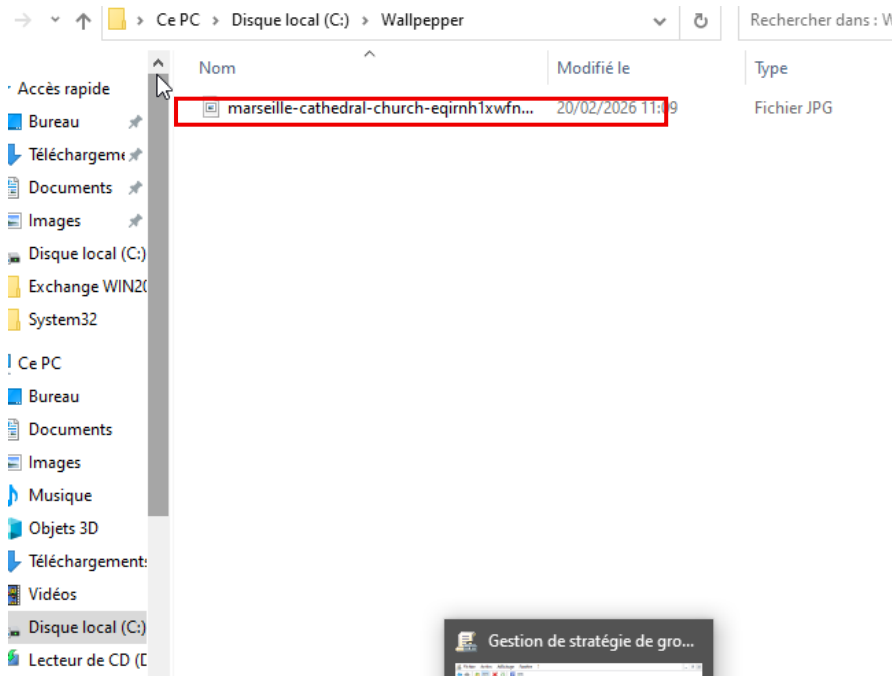 Ce PC > Disque local (C:) > Wallpepper
Rechercher dans : W
Nom Modifié le Type
marseille-cathedral-church-eqirnh1xwfn... 20/02/2026 11:09 Fichier JPG
Accès rapide
Bureau
Téléchargeme
Documents
Images
Disque local (C:)
Exchange WIN20
System32
Ce PC
Bureau
Documents
Images
Musique
Objets 3D
Téléchargements
Vidéos
Disque local (C:)
Lecteur de CD (D
Gestion de stratégie de gro...